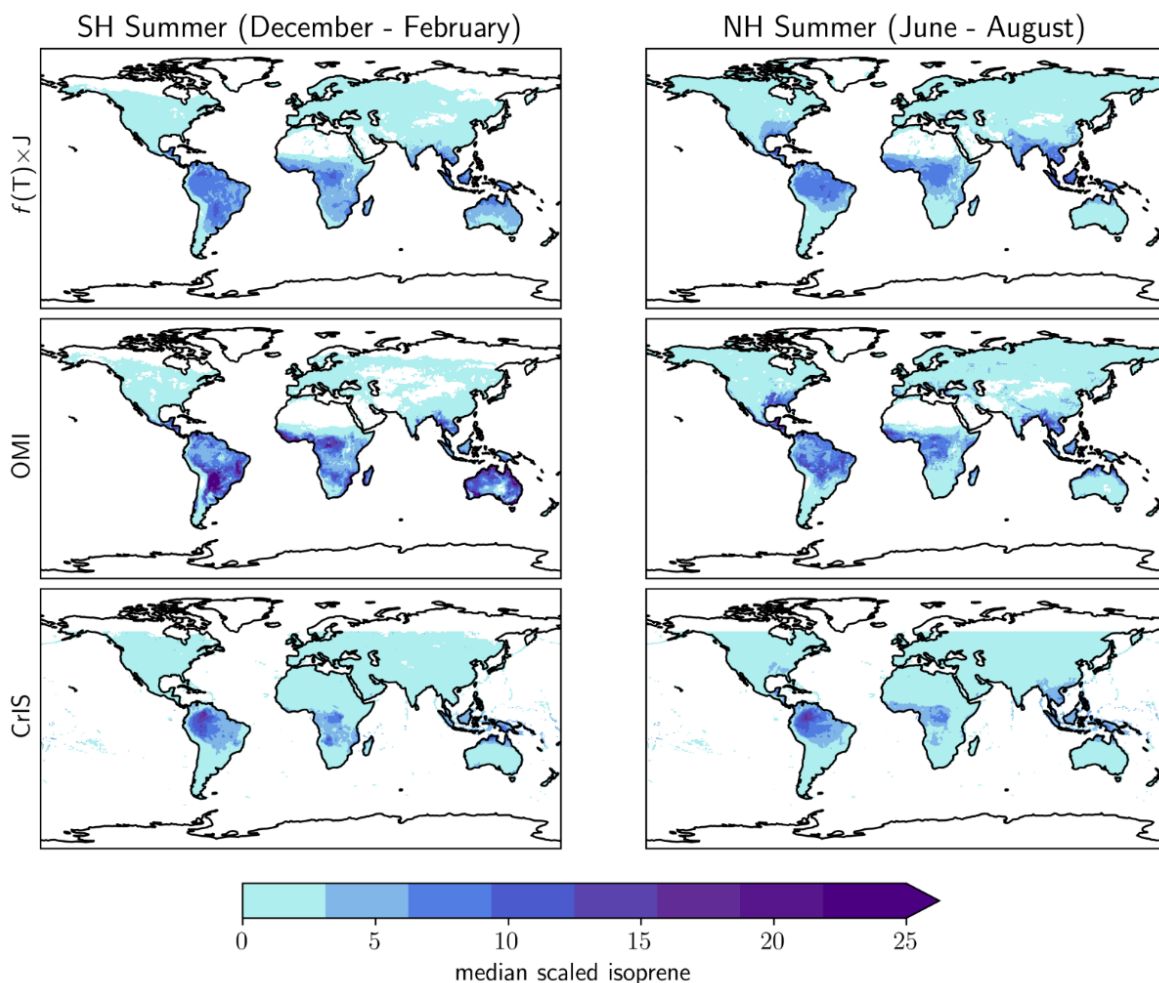 SH Summer (December - February)
NH Summer (June - August)
f(T)×J
OMI
CrIS
0 5 10 15 20 25
median scaled isoprene